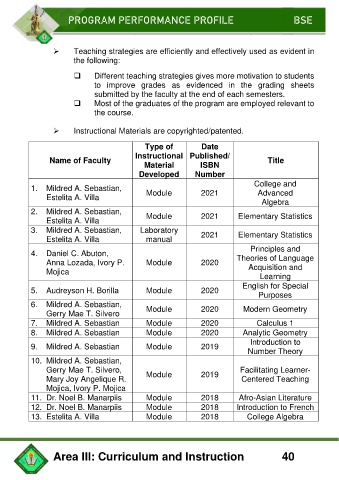 PROGRAM PERFORMANCE PROFILE BSE
➢ Teaching strategies are efficiently and effectively used as evident in
the following:
❑ Different teaching strategies gives more motivation to students
to improve grades as evidenced in the grading sheets
submitted by the faculty at the end of each semesters.
❑ Most of the graduates of the program are employed relevant to
the course.
➢ Instructional Materials are copyrighted/patented.
Name of Faculty | Type of Instructional Material Developed | Date Published/ ISBN Number | Title
1. Mildred A. Sebastian, Estelita A. Villa | Module | 2021 | College and Advanced Algebra
2. Mildred A. Sebastian, Estelita A. Villa | Module | 2021 | Elementary Statistics
3. Mildred A. Sebastian, Estelita A. Villa | Laboratory manual | 2021 | Elementary Statistics
4. Daniel C. Abuton, Anna Lozada, Ivory P. Mojica | Module | 2020 | Principles and Theories of Language Acquisition and Learning
5. Audreyson H. Borilla | Module | 2020 | English for Special Purposes
6. Mildred A. Sebastian, Gerry Mae T. Silvero | Module | 2020 | Modern Geometry
7. Mildred A. Sebastian | Module | 2020 | Calculus 1
8. Mildred A. Sebastian | Module | 2020 | Analytic Geometry
9. Mildred A. Sebastian | Module | 2019 | Introduction to Number Theory
10. Mildred A. Sebastian, Gerry Mae T. Silvero, Mary Joy Angelique R. Mojica, Ivory P. Mojica | Module | 2019 | Facilitating Learner-Centered Teaching
11. Dr. Noel B. Manarpiis | Module | 2018 | Afro-Asian Literature
12. Dr. Noel B. Manarpiis | Module | 2018 | Introduction to French
13. Estelita A. Villa | Module | 2018 | College Algebra
Area III: Curriculum and Instruction 40